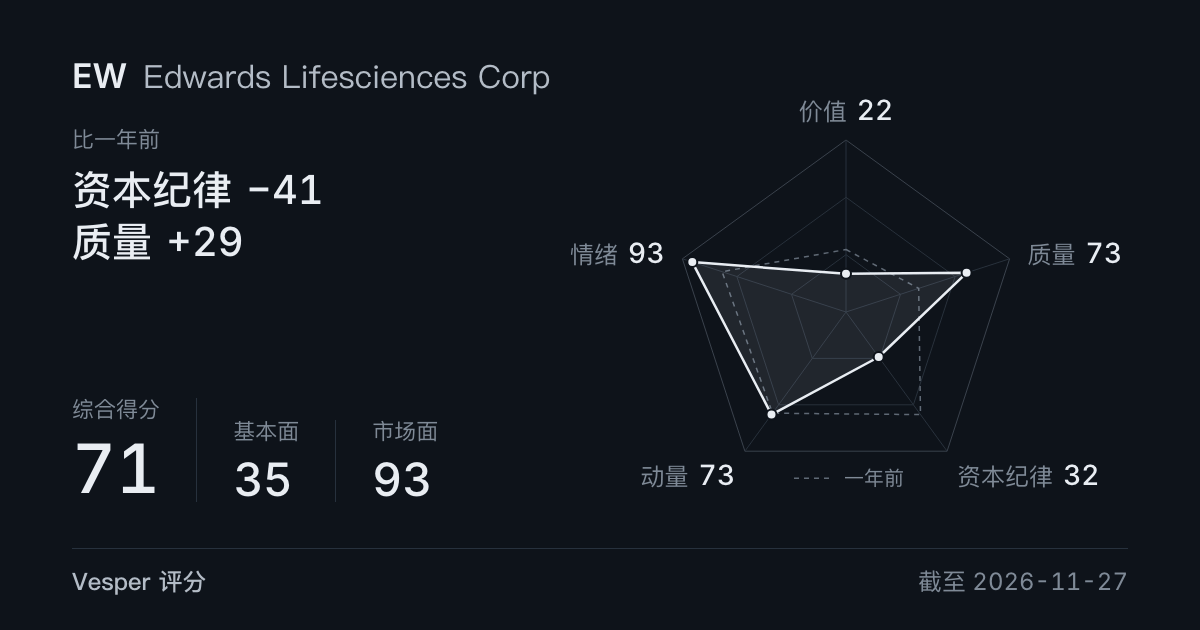 EW Edwards Lifesciences Corp
比一年前
资本纪律 −41
质量 +29
价值 22
情绪 93
质量 73
动量 73
一年前
资本纪律 32
综合得分
71
基本面
35
市场面
93
Vesper 评分
截至 2026-11-27